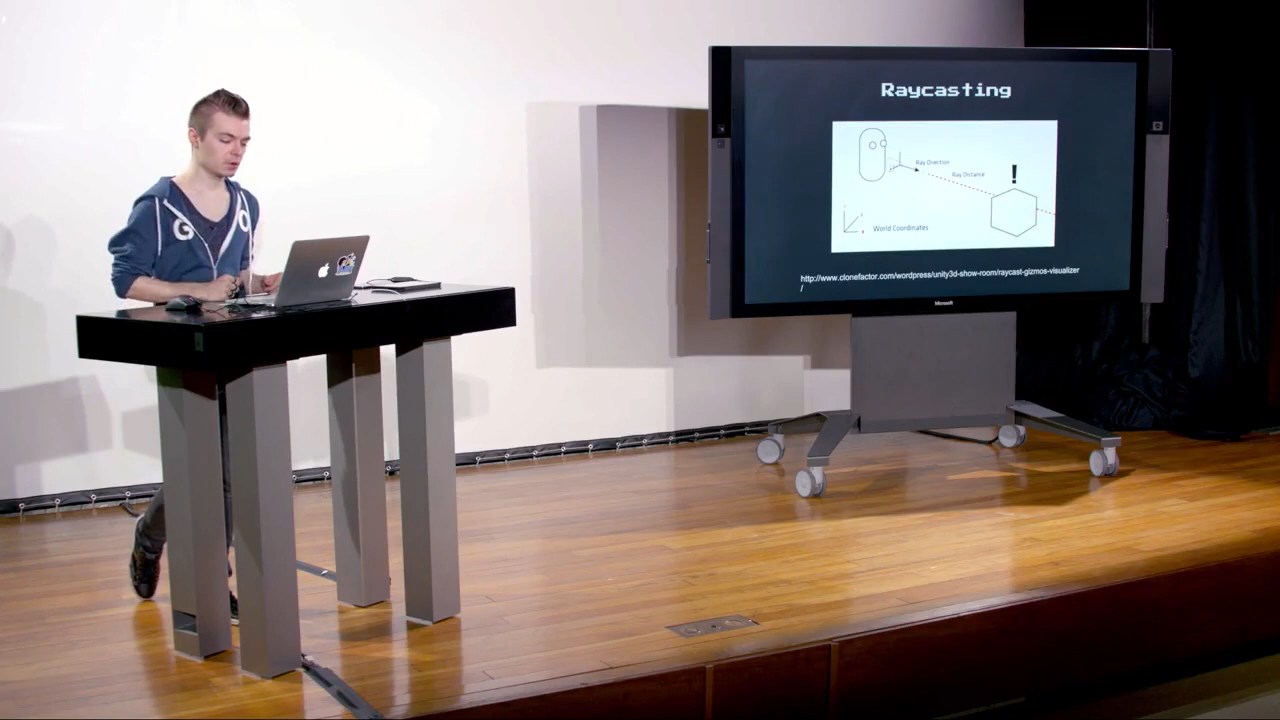 Raycasting
Ray Direction
Ray Distance
!
World Coordinates
http://www.clonefactor.com/wordpress/unity3d-show-room/raycast-gizmos-visualizer
/
Microsoft
G O